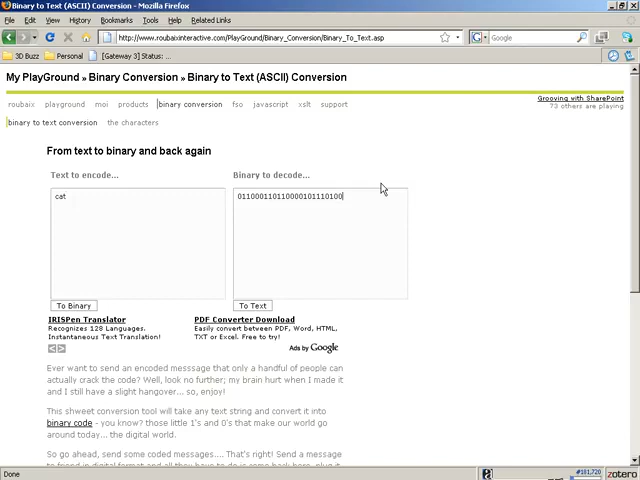 Binary to Text (ASCII) Conversion - Mozilla Firefox
File Edit View History Bookmarks Tools Help Related Links
http://www.roubaixinteractive.com/PlayGround/Binary_Conversion/Binary_To_Text.asp
Google
3D Buzz Personal [Gateway 3] Status: ...
My PlayGround » Binary Conversion » Binary to Text (ASCII) Conversion
Grooving with SharePoint
73 others are playing
roubaix playground moi products binary conversion fso javascript xslt support
binary to text conversion the characters
From text to binary and back again
Text to encode... Binary to decode...
cat 011000110110000101110100
To Binary To Text
IRISPen Translator PDF Converter Download
Recognizes 128 Languages. Easily convert between PDF, Word, HTML,
Instantaneous Text Translation! TXT or Excel. Free to try!
< > Ads by Google
Ever want to send an encoded messsage that only a handful of people can
actually crack the code? Well, look no further; my brain hurt when I made it
and I still have a slight hangover... so, enjoy!
This shweet conversion tool will take any text string and convert it into
binary code - you know? those little 1's and 0's that make our world go
around today... the digital world.
So go ahead, send some coded messages.... That's right! Send a message
Done #181,720 zotero